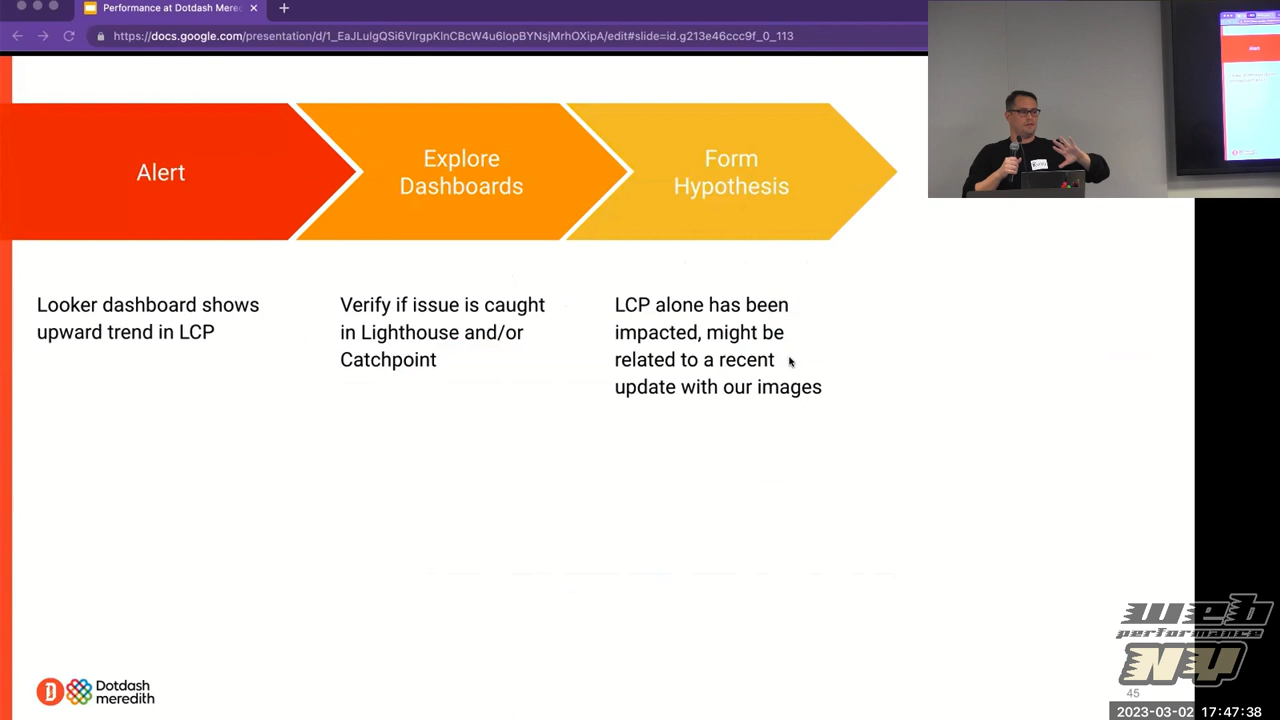 Performance at Dotdash Mered
https://docs.google.com/presentation/d/1_EaJLulgQSi6VlrgpKlnCBcW4u6lopBYNsjMrhOXipA/edit#slide=id.g213e46ccc9f_0_113
Alert
Explore
Dashboards
Form
Hypothesis
Looker dashboard shows
upward trend in LCP
Verify if issue is caught
in Lighthouse and/or
Catchpoint
LCP alone has been
impacted, might be
related to a recent
update with our images
D
Dotdash
meredith
web
performance
NY
45
2023-03-02 17:47:38
Alert